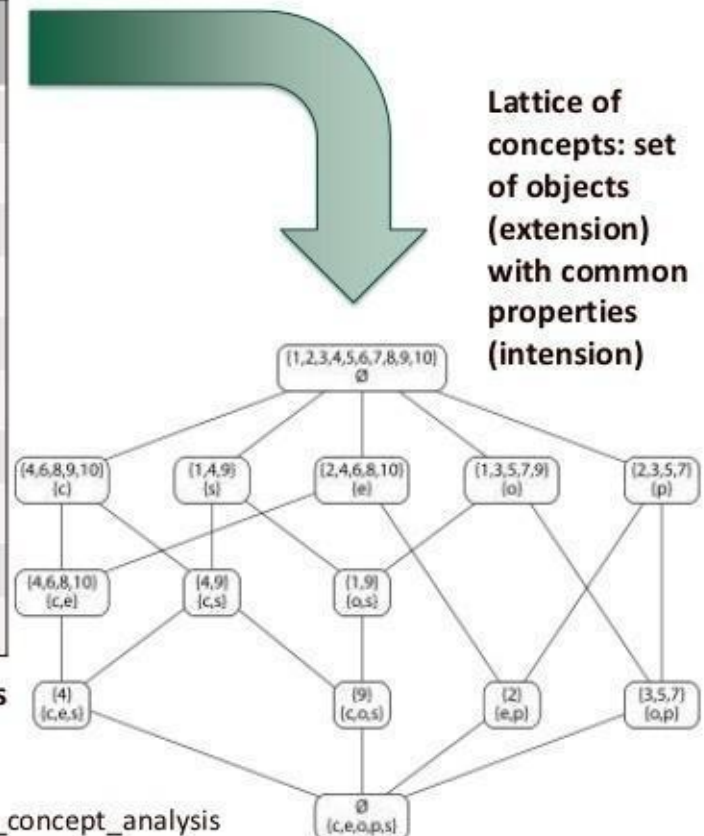 Lattice of
concepts: set
of objects
(extension)
with common
properties
(intension)
{1,2,3,4,5,6,7,8,9,10}
Ø
{4,6,8,9,10}
{c}
{1,4,9}
{s}
{2,4,6,8,10}
{e}
{1,3,5,7,9}
{o}
{2,3,5,7}
{p}
{4,6,8,10}
{c,e}
{4,9}
{c,s}
{1,9}
{o,s}
s
{4}
{c,e,s}
{9}
{c,o,s}
{2}
{e,p}
{3,5,7}
{o,p}
Ø
{c,e,o,p,s}
_concept_analysis